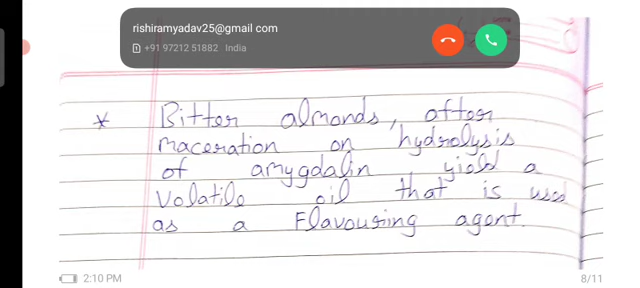 rishiramyadav25@gmail.com
1 +91 97212 51882 India
* Bitter almonds, after
maceration on hydrolysis
of amygdalin yield a
volatile oil that is used
as a Flavouring agent.
2:10 PM 8/11